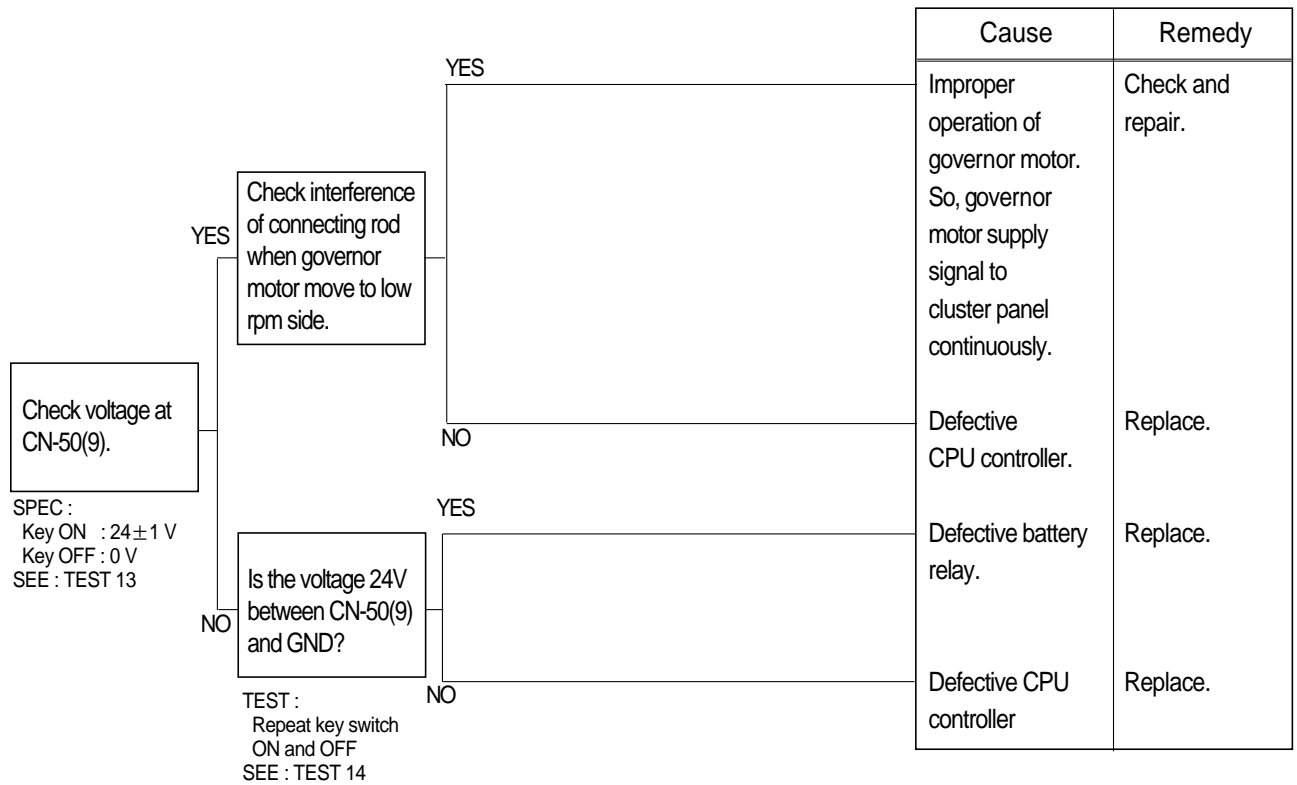 Cause
Remedy
YES
Improper
operation of
governor motor.
So, governor
motor supply
signal to
cluster panel
continuously.
Check and
repair.
Check interference
of connecting rod
when governor
motor move to low
rpm side.
YES
Check voltage at
CN-50(9).
NO
Defective
CPU controller.
Replace.
SPEC :
Key ON : 24±1 V
Key OFF : 0 V
SEE : TEST 13
YES
Defective battery
relay.
Replace.
NO
Is the voltage 24V
between CN-50(9)
and GND?
NO
Defective CPU
controller
Replace.
TEST :
Repeat key switch
ON and OFF
SEE : TEST 14